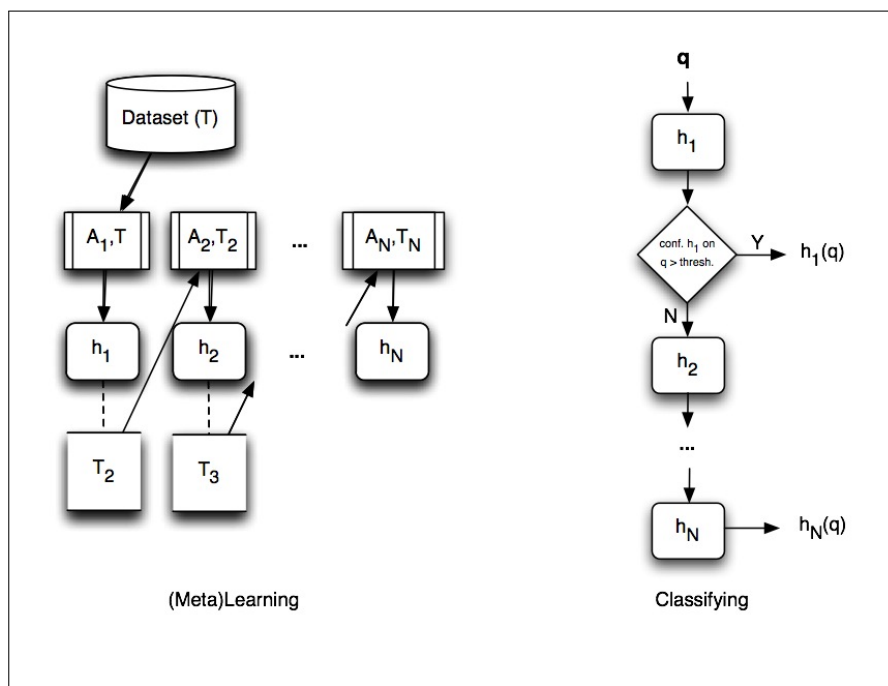 Dataset (T)
A1,T
A2,T2
...
AN,TN
h1
h2
...
hN
T2
T3
(Meta)Learning
q
h1
conf. h1 on
q > thresh.
Y
h1(q)
N
h2
...
hN
hN(q)
Classifying